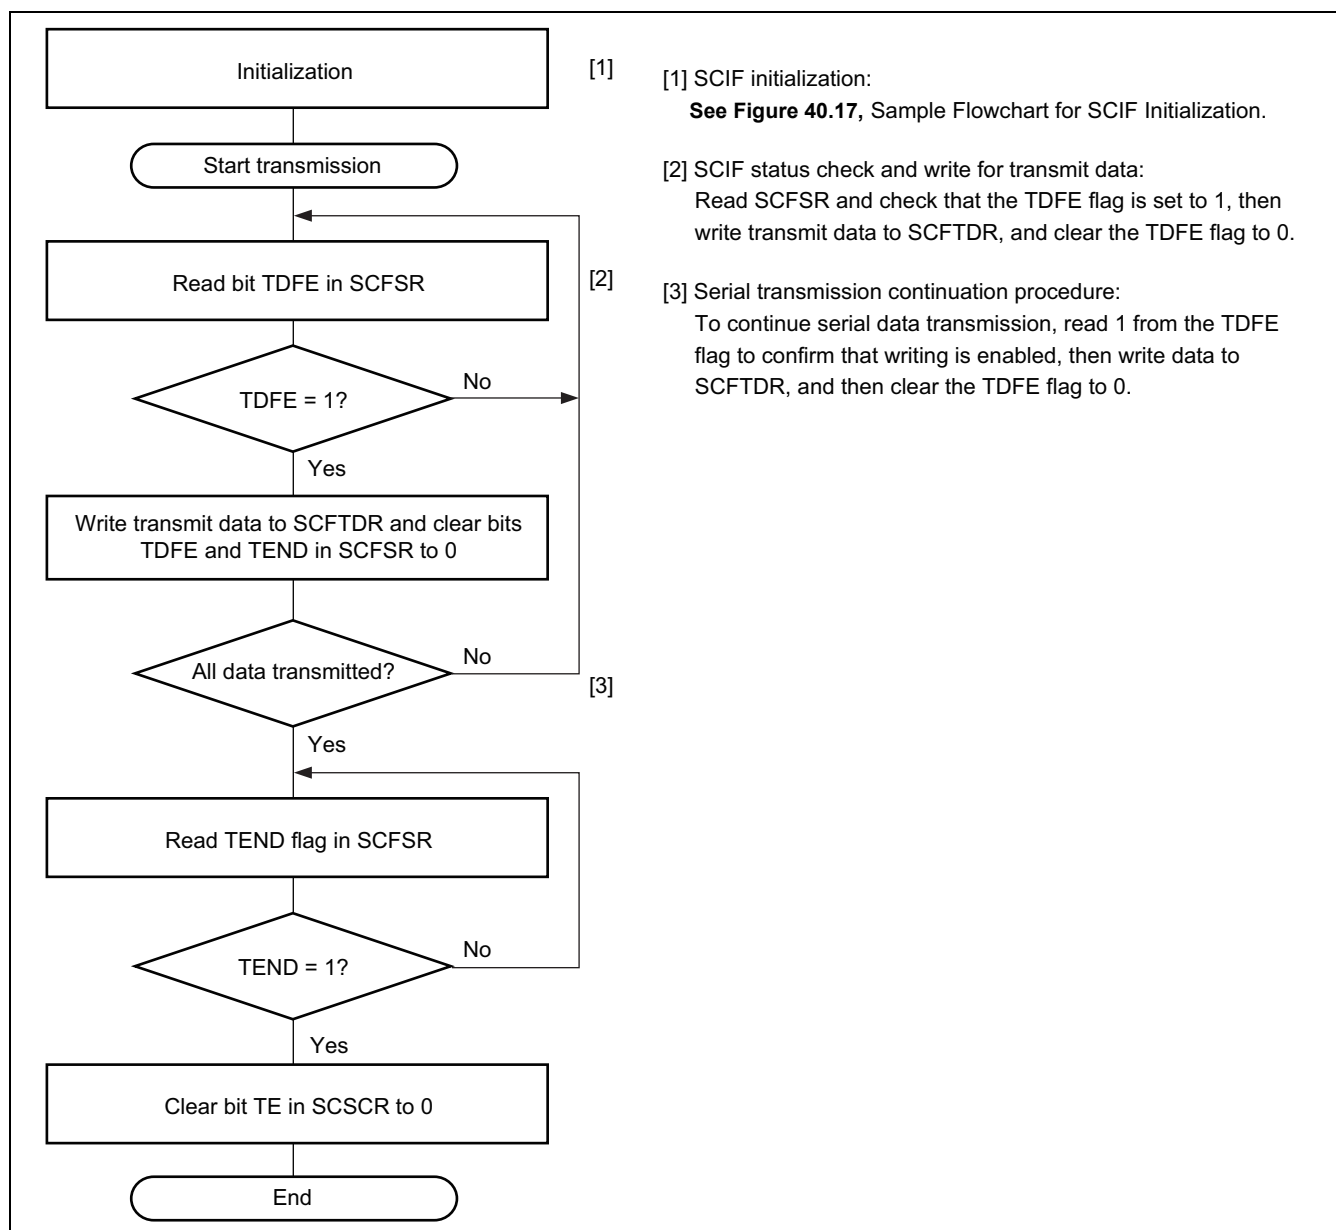 Initialization
[1]
Start transmission
Read bit TDFE in SCFSR
[2]
TDFE = 1?
No
Yes
Write transmit data to SCFTDR and clear bits
TDFE and TEND in SCFSR to 0
All data transmitted?
No
[3]
Yes
Read TEND flag in SCFSR
TEND = 1?
No
Yes
Clear bit TE in SCSCR to 0
End
[1] SCIF initialization:
See Figure 40.17, Sample Flowchart for SCIF Initialization.
[2] SCIF status check and write for transmit data:
Read SCFSR and check that the TDFE flag is set to 1, then
write transmit data to SCFTDR, and clear the TDFE flag to 0.
[3] Serial transmission continuation procedure:
To continue serial data transmission, read 1 from the TDFE
flag to confirm that writing is enabled, then write data to
SCFTDR, and then clear the TDFE flag to 0.